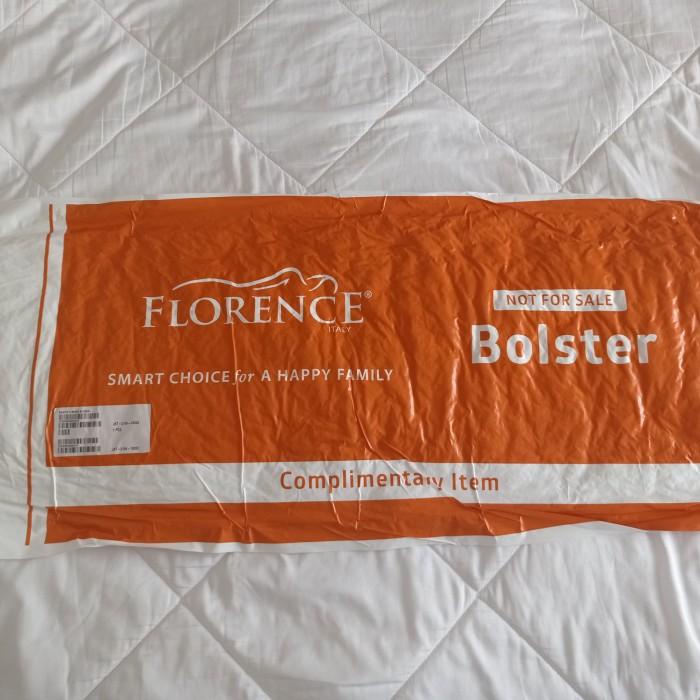 FLORENCE®
ITALY
SMART CHOICE for A HAPPY FAMILY
NOT FOR SALE
Bolster
Complimentary Item